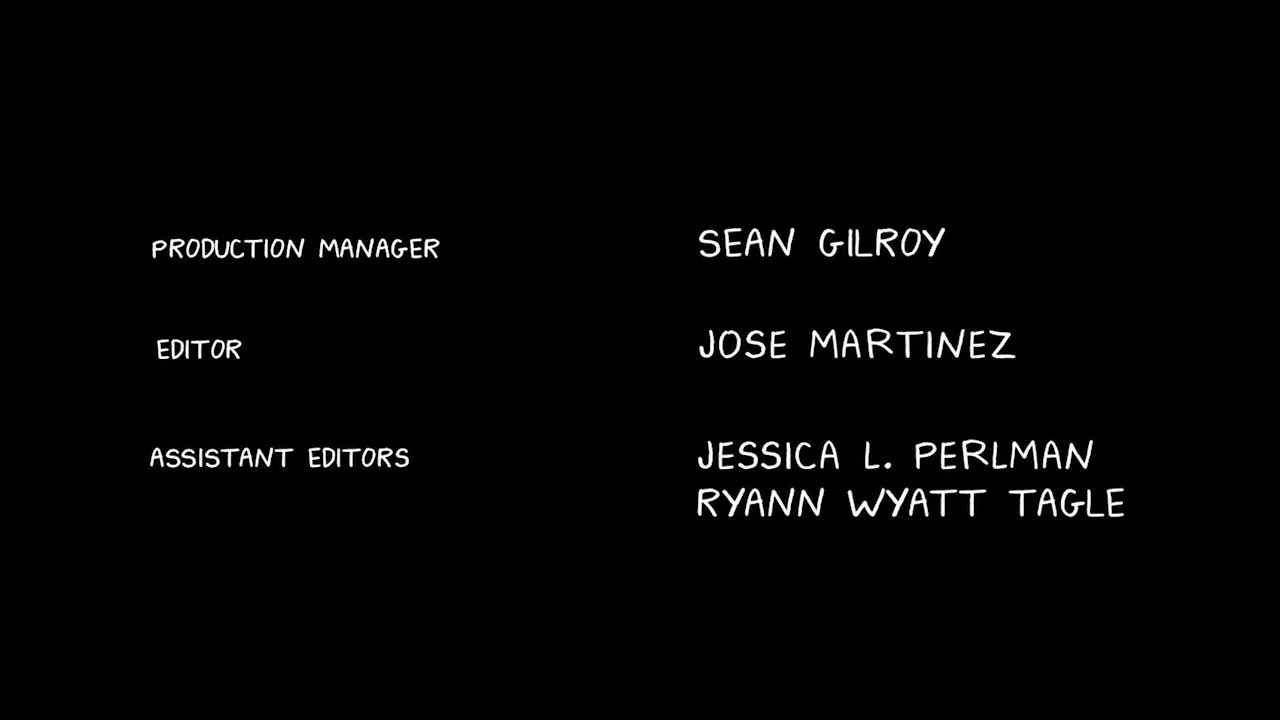 PRODUCTION MANAGER SEAN GILROY
EDITOR JOSE MARTINEZ
ASSISTANT EDITORS JESSICA L. PERLMAN
RYANN WYATT TAGLE